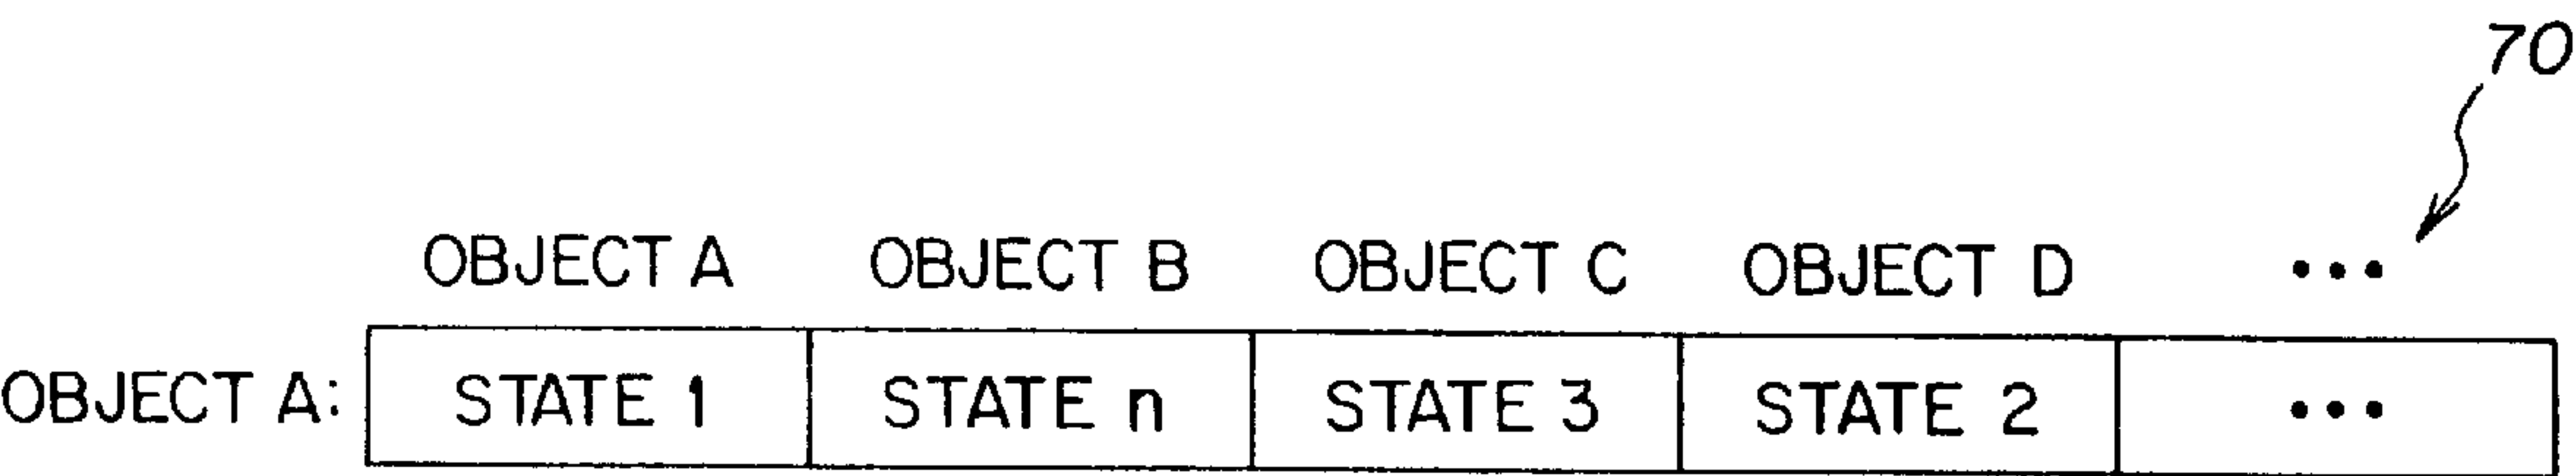 70
OBJECT A OBJECT B OBJECT C OBJECT D •••
OBJECT A: STATE 1 STATE n STATE 3 STATE 2 •••